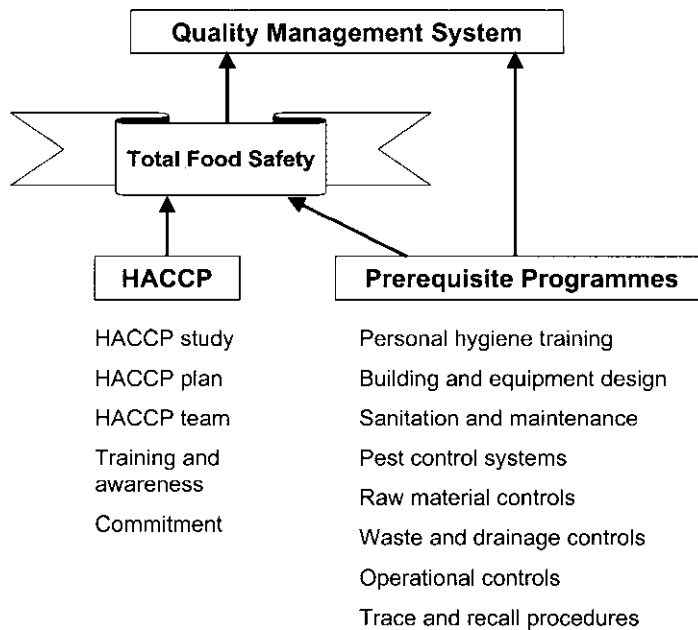 Quality Management System
Total Food Safety
HACCP
HACCP study
HACCP plan
HACCP team
Training and
awareness
Commitment
Prerequisite Programmes
Personal hygiene training
Building and equipment design
Sanitation and maintenance
Pest control systems
Raw material controls
Waste and drainage controls
Operational controls
Trace and recall procedures